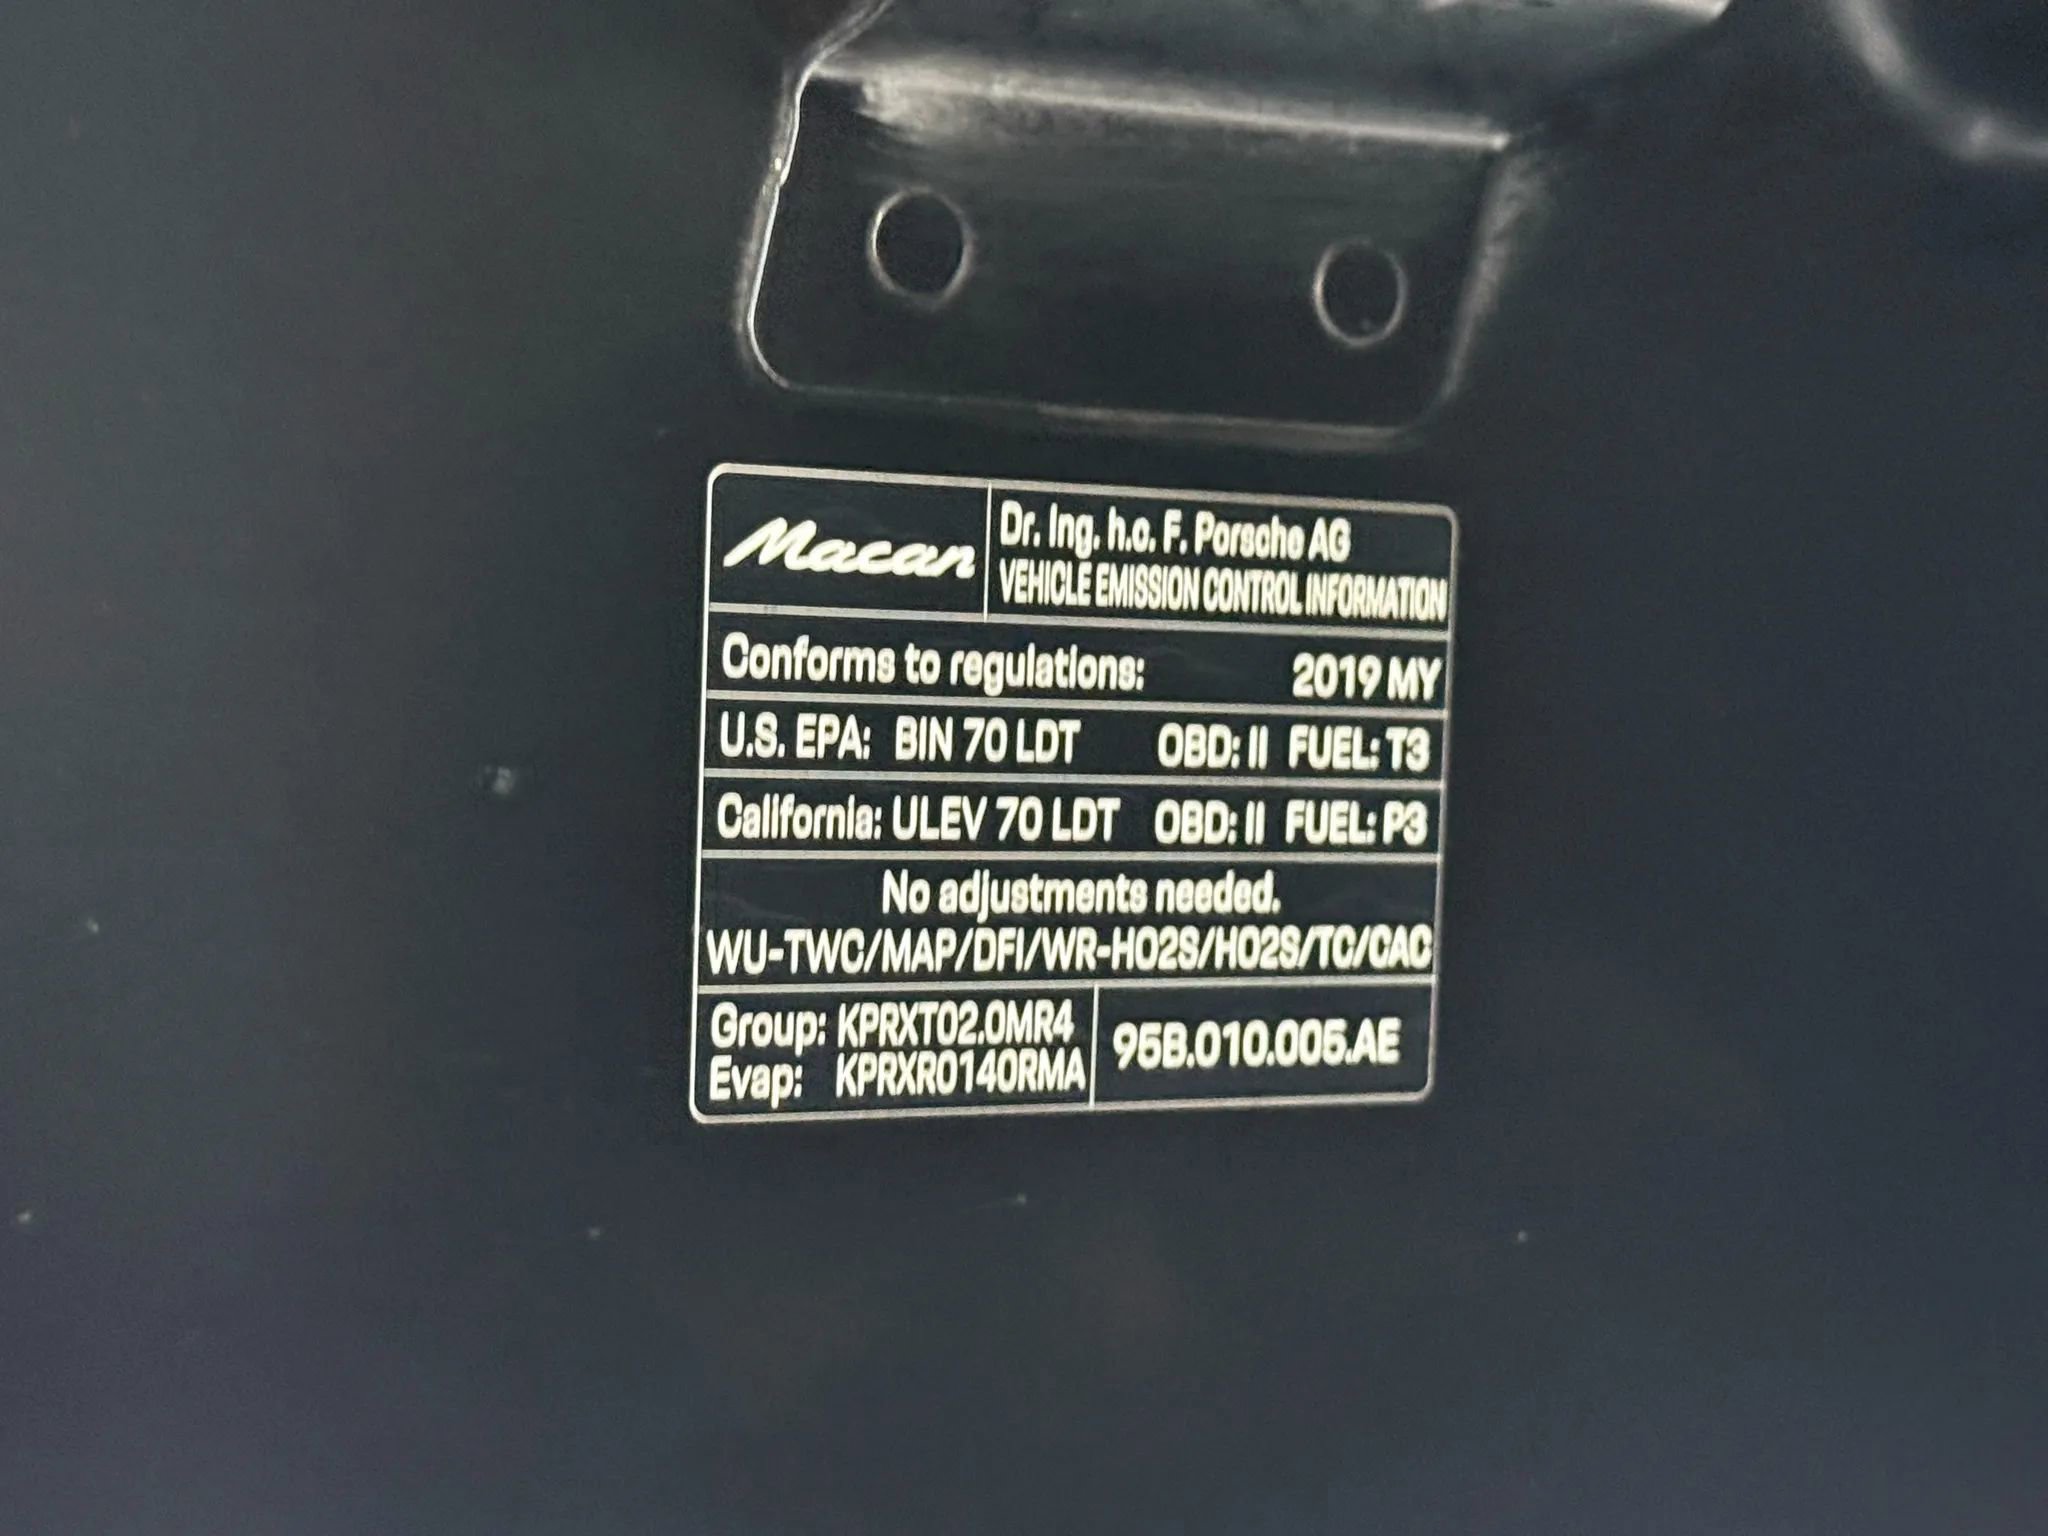 Macan
Dr. Ing. h.c. F. Porsche AG
VEHICLE EMISSION CONTROL INFORMATION
Conforms to regulations: 2019 MY
U.S. EPA: BIN 70 LDT OBD: II FUEL: T3
California: ULEV 70 LDT OBD: II FUEL: P3
No adjustments needed.
WU-TWC/MAP/DFI/WR-HO2S/HO2S/TC/CAC
Group: KPRXT02.0MR4
Evap: KPRXR0140RMA
95B.010.005.AE